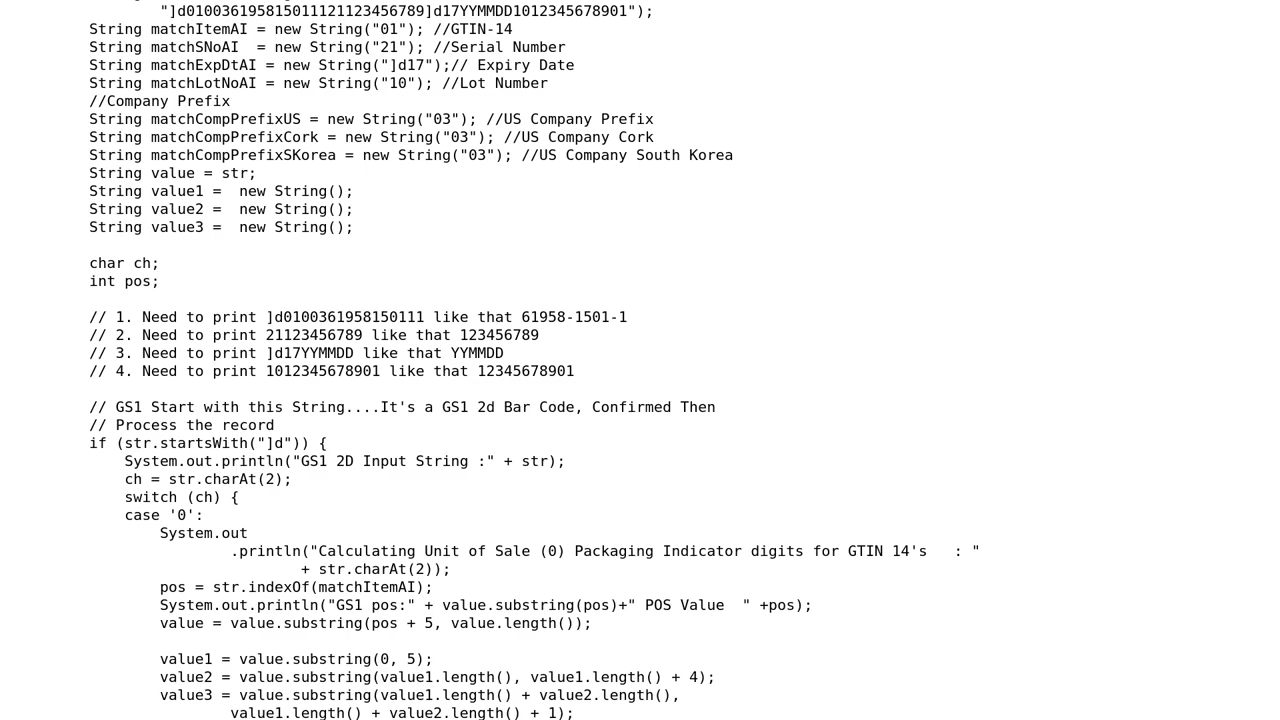 "]d010036195815011121123456789]d17YYMMDD1012345678901");
String matchItemAI = new String("01"); //GTIN-14
String matchSNoAI  = new String("21"); //Serial Number
String matchExpDtAI = new String("]d17");// Expiry Date
String matchLotNoAI = new String("10"); //Lot Number
//Company Prefix
String matchCompPrefixUS = new String("03"); //US Company Prefix
String matchCompPrefixCork = new String("03"); //US Company Cork
String matchCompPrefixSKorea = new String("03"); //US Company South Korea
String value = str;
String value1 =  new String();
String value2 =  new String();
String value3 =  new String();
char ch;
int pos;
// 1. Need to print ]d0100361958150111 like that 61958-1501-1
// 2. Need to print 21123456789 like that 123456789
// 3. Need to print ]d17YYMMDD like that YYMMDD
// 4. Need to print 1012345678901 like that 12345678901
// GS1 Start with this String....It's a GS1 2d Bar Code, Confirmed Then
// Process the record
if (str.startsWith("]d")) {
System.out.println("GS1 2D Input String :" + str);
ch = str.charAt(2);
switch (ch) {
case '0':
System.out
.println("Calculating Unit of Sale (0) Packaging Indicator digits for GTIN 14's   : "
+ str.charAt(2));
pos = str.indexOf(matchItemAI);
System.out.println("GS1 pos:" + value.substring(pos)+" POS Value  " +pos);
value = value.substring(pos + 5, value.length());
value1 = value.substring(0, 5);
value2 = value.substring(value1.length(), value1.length() + 4);
value3 = value.substring(value1.length() + value2.length(),
value1.length() + value2.length() + 1);